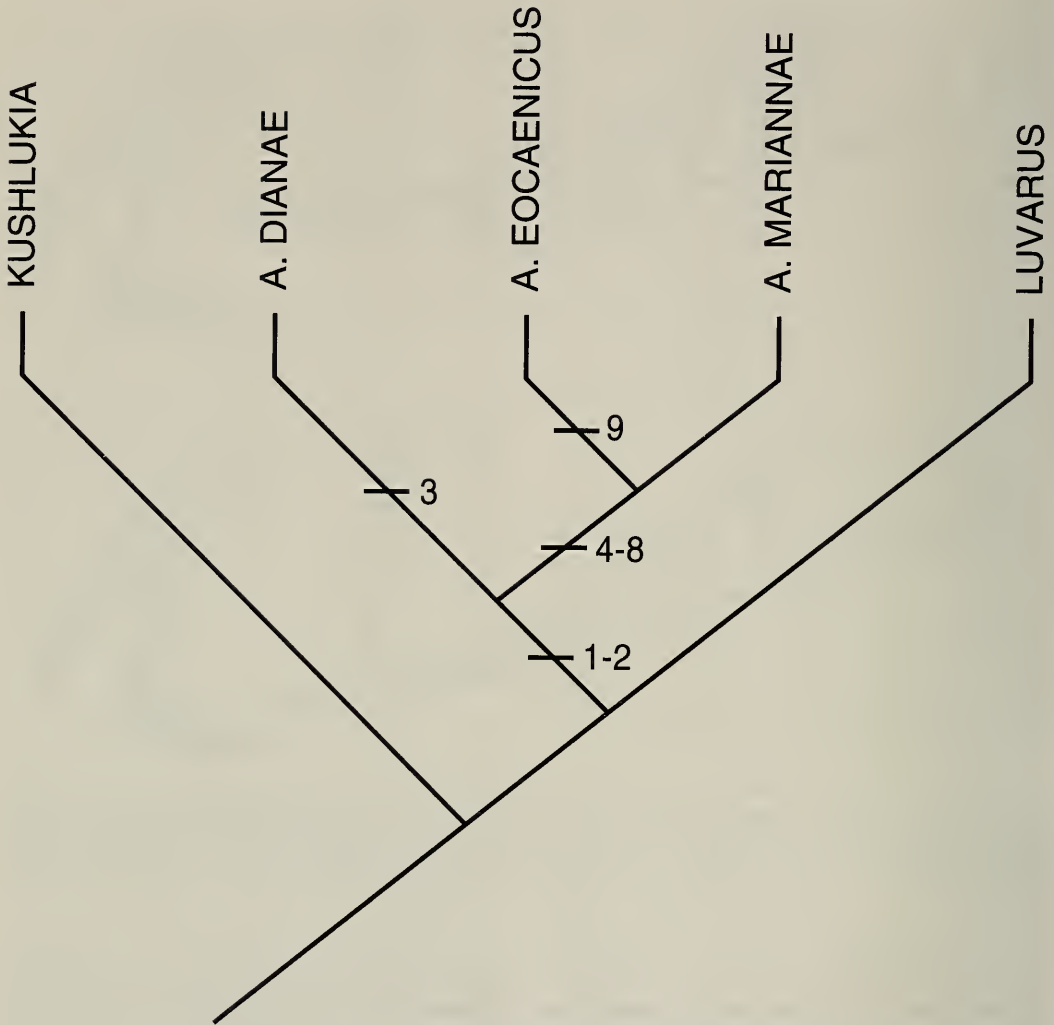 KUSHLUKIA
A. DIANAE
A. EOCAENICUS
A. MARIANNAE
LUVARUS
9
3
4-8
1-2